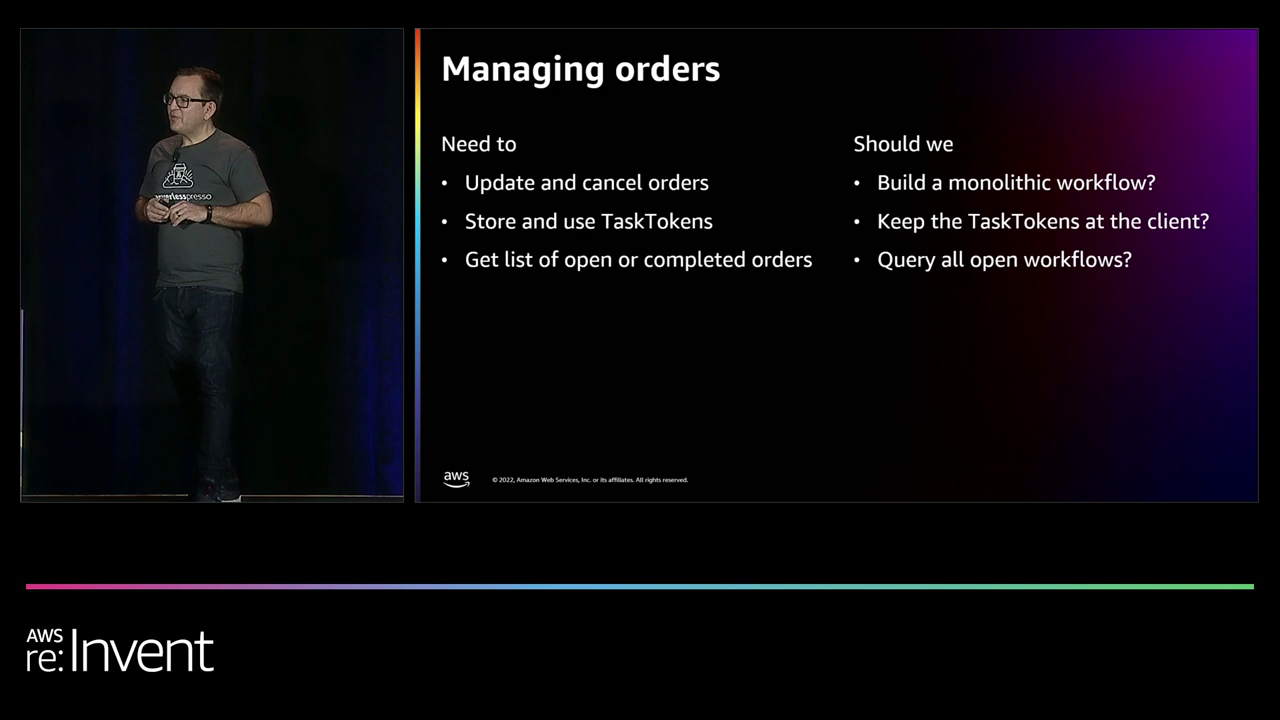 Managing orders
Need to
• Update and cancel orders
• Store and use TaskTokens
• Get list of open or completed orders
Should we
• Build a monolithic workflow?
• Keep the TaskTokens at the client?
• Query all open workflows?
aws
© 2022, Amazon Web Services, Inc. or its affiliates. All rights reserved.
AWS
re:Invent